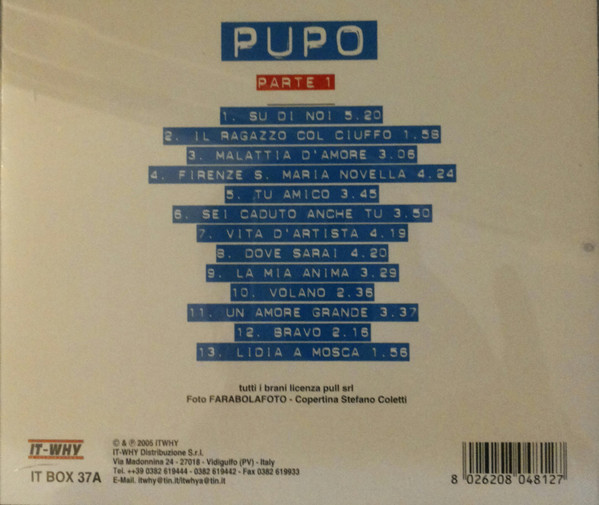 PUPO
PARTE 1
1. SU DI NOI 5.20
2. IL RAGAZZO COL CIUFFO 1.58
3. MALATTIA D'AMORE 3.06
4. FIRENZE S. MARIA NOVELLA 4.24
5. TU AMICO 3.45
6. SEI CADUTO ANCHE TU 3.50
7. VITA D'ARTISTA 4.19
8. DOVE SARAI 4.20
9. LA MIA ANIMA 3.29
10. VOLANO 2.36
11. UN AMORE GRANDE 3.37
12. BRAVO 2.16
13. LIDIA A MOSCA 1.56
tutti i brani licenza pull srl
Foto FARABOLAFOTO - Copertina Stefano Coletti
IT-WHY
IT BOX 37A
© & ℗ 2005 ITWHY
IT-WHY Distribuzione S.r.l.
Via Madonnina 24 - 27018 - Vidigulfo (PV) - Italy
Tel. ++39 0382 619444 - 0382 619442 - Fax 0382 619933
E-Mail. itwhy@tin.it/itwhya@tin.it
8 026208 048127